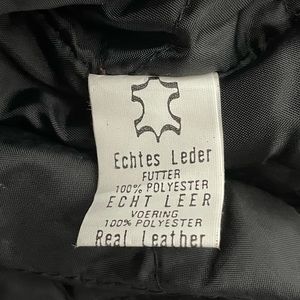 Echtes Leder
FUTTER
100% POLYESTER
ECHT LEER
VOERING
100% POLYESTER
Real Leather